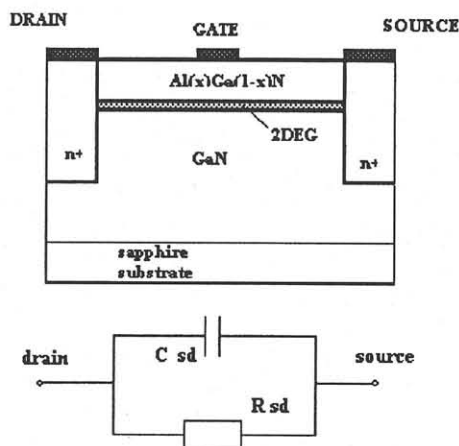 DRAIN
GATE
SOURCE
Al(x)Ga(1-x)N
2DEG
n+
GaN
n+
sapphire
substrate
drain
C sd
source
R sd